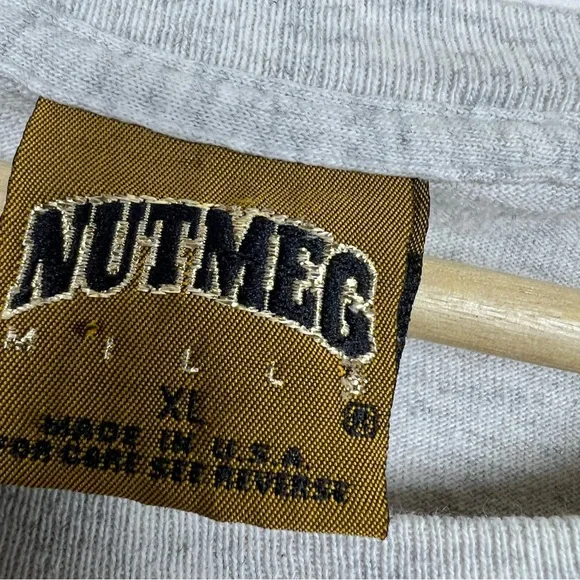 NUTMEG
MILLS
XL
MADE IN U.S.A.
FOR CARE SEE REVERSE